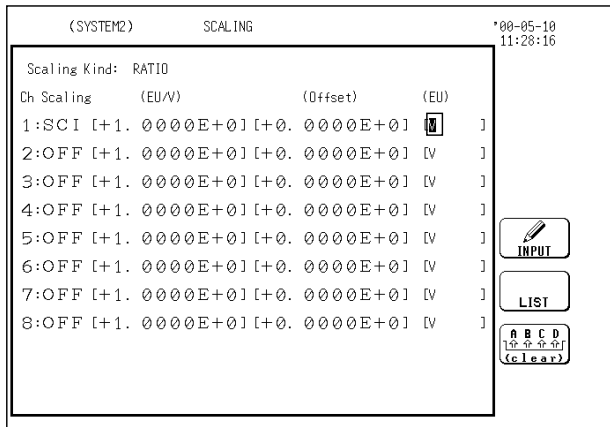 (SYSTEM2) SCALING '00-05-10
11:28:16
Scaling Kind: RATIO
Ch Scaling (EU/V) (Offset) (EU)
1:SCI [+1. 0000E+0][+0. 0000E+0] [V ]
2:OFF [+1. 0000E+0][+0. 0000E+0] [V ]
3:OFF [+1. 0000E+0][+0. 0000E+0] [V ]
4:OFF [+1. 0000E+0][+0. 0000E+0] [V ]
5:OFF [+1. 0000E+0][+0. 0000E+0] [V ]
6:OFF [+1. 0000E+0][+0. 0000E+0] [V ]
7:OFF [+1. 0000E+0][+0. 0000E+0] [V ]
8:OFF [+1. 0000E+0][+0. 0000E+0] [V ]
INPUT
LIST
A B C D
(clear)